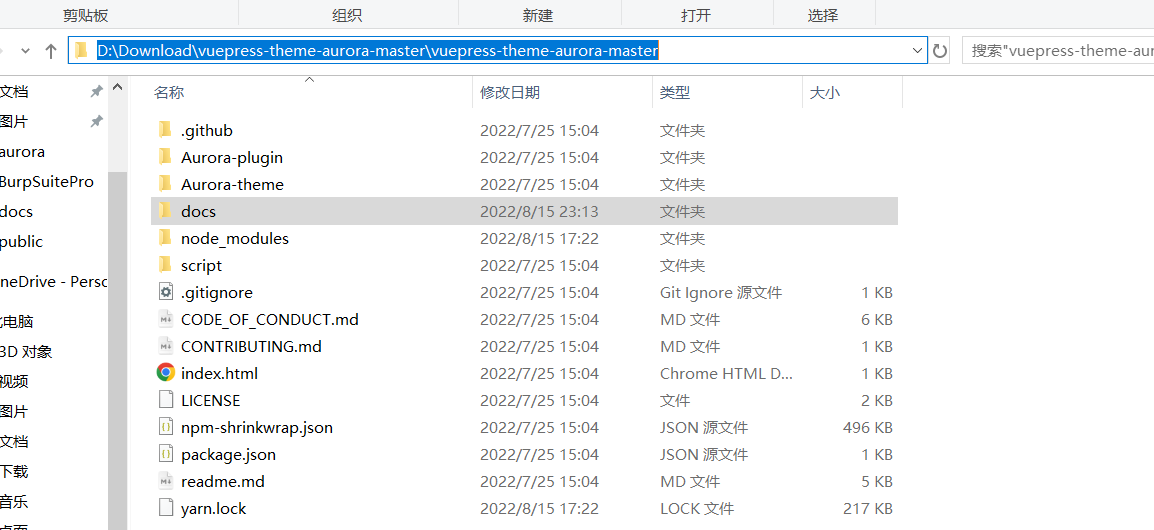 剪贴板 组织 新建 打开 选择
D:\Download\vuepress-theme-aurora-master\vuepress-theme-aurora-master 搜索"vuepress-theme-aur
文档
图片
aurora
BurpSuitePro
docs
public
neDrive - Perso
电脑
3D 对象
视频
图片
文档
下载
音乐
名称 修改日期 类型 大小
.github 2022/7/25 15:04 文件夹
Aurora-plugin 2022/7/25 15:04 文件夹
Aurora-theme 2022/7/25 15:04 文件夹
docs 2022/8/15 23:13 文件夹
node_modules 2022/8/15 17:22 文件夹
script 2022/7/25 15:04 文件夹
.gitignore 2022/7/25 15:04 Git Ignore 源文件 1 KB
CODE_OF_CONDUCT.md 2022/7/25 15:04 MD 文件 6 KB
CONTRIBUTING.md 2022/7/25 15:04 MD 文件 1 KB
index.html 2022/7/25 15:04 Chrome HTML D... 1 KB
LICENSE 2022/7/25 15:04 文件 2 KB
npm-shrinkwrap.json 2022/7/25 15:04 JSON 源文件 496 KB
package.json 2022/7/25 15:04 JSON 源文件 1 KB
readme.md 2022/7/25 15:04 MD 文件 5 KB
yarn.lock 2022/8/15 17:22 LOCK 文件 217 KB